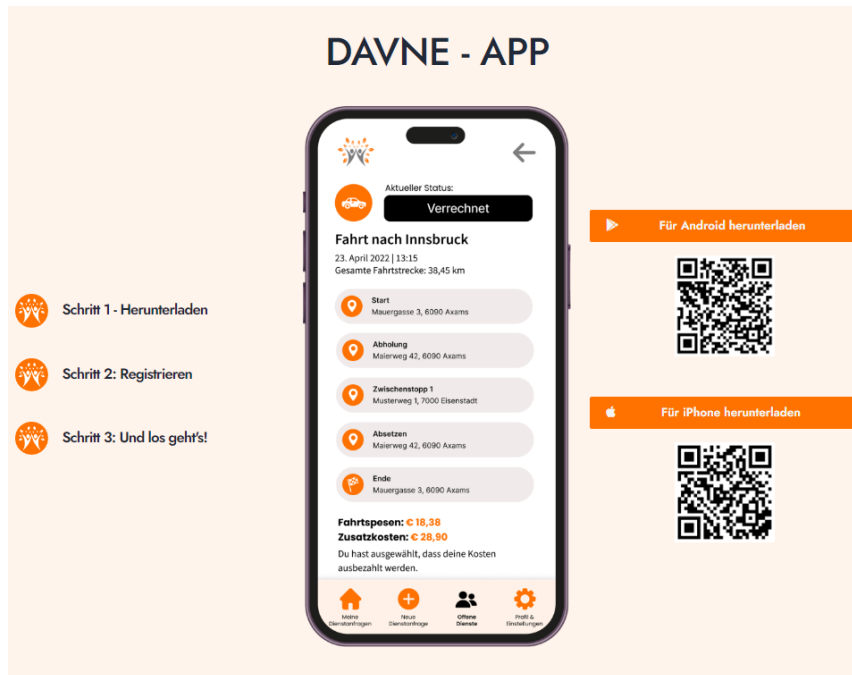 DAVNE - APP
Schritt 1 - Herunterladen
Schritt 2: Registrieren
Schritt 3: Und los geht's!
Aktueller Status:
Verrechnet
Fahrt nach Innsbruck
23. April 2022 | 13:15
Gesamte Fahrtstrecke: 38,45 km
Start
Mauergasse 3, 6090 Axams
Abholung
Maierweg 42, 6090 Axams
Zwischenstopp 1
Musterweg 1, 7000 Eisenstadt
Absetzen
Maierweg 42, 6090 Axams
Ende
Mauergasse 3, 6090 Axams
Fahrtspesen: € 18,38
Zusatzkosten: € 28,90
Du hast ausgewählt, dass deine Kosten
ausbezahlt werden.
Meine
Dienstanfragen
Neue
Dienstanfrage
Offene
Dienste
Profil &
Einstellungen
Für Android herunterladen
Für iPhone herunterladen